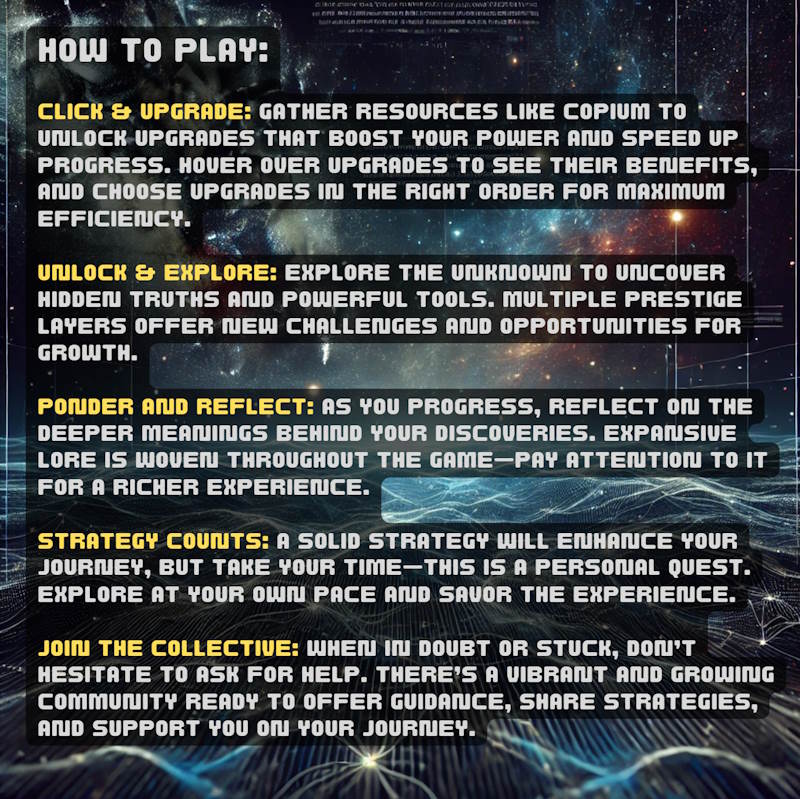 HOW TO PLAY:
CLICK & UPGRADE: GATHER RESOURCES LIKE COPIUM TO
UNLOCK UPGRADES THAT BOOST YOUR POWER AND SPEED UP
PROGRESS. HOVER OVER UPGRADES TO SEE THEIR BENEFITS,
AND CHOOSE UPGRADES IN THE RIGHT ORDER FOR MAXIMUM
EFFICIENCY.
UNLOCK & EXPLORE: EXPLORE THE UNKNOWN TO UNCOVER
HIDDEN TRUTHS AND POWERFUL TOOLS. MULTIPLE PRESTIGE
LAYERS OFFER NEW CHALLENGES AND OPPORTUNITIES FOR
GROWTH.
PONDER AND REFLECT: AS YOU PROGRESS, REFLECT ON THE
DEEPER MEANINGS BEHIND YOUR DISCOVERIES. EXPANSIVE
LORE IS WOVEN THROUGHOUT THE GAME—PAY ATTENTION TO IT
FOR A RICHER EXPERIENCE.
STRATEGY COUNTS: A SOLID STRATEGY WILL ENHANCE YOUR
JOURNEY, BUT TAKE YOUR TIME—THIS IS A PERSONAL QUEST.
EXPLORE AT YOUR OWN PACE AND SAVOR THE EXPERIENCE.
JOIN THE COLLECTIVE: WHEN IN DOUBT OR STUCK, DON'T
HESITATE TO ASK FOR HELP. THERE'S A VIBRANT AND GROWING
COMMUNITY READY TO OFFER GUIDANCE, SHARE STRATEGIES,
AND SUPPORT YOU ON YOUR JOURNEY.